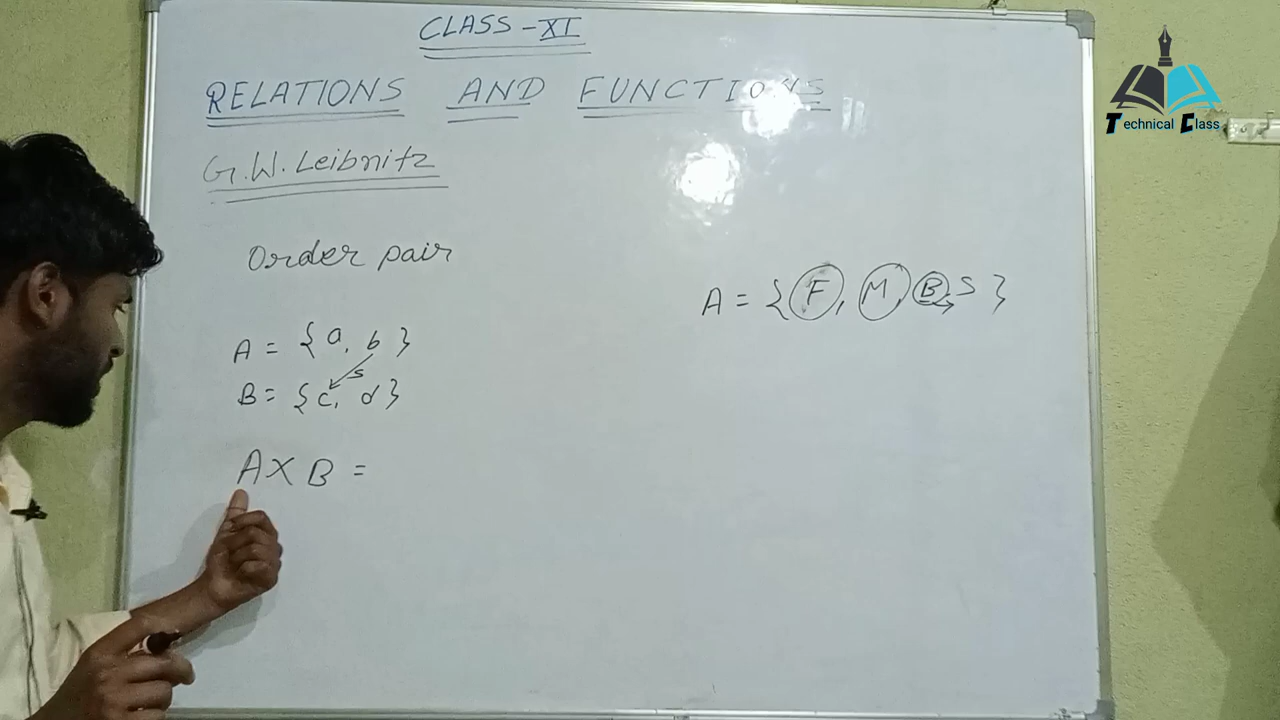 CLASS - XI
RELATIONS AND FUNCTIONS
G.W. Leibnitz
Order pair
A = {F, M, B, S}
A = {a, b}
s
B = {c, d}
A X B =
Technical Class